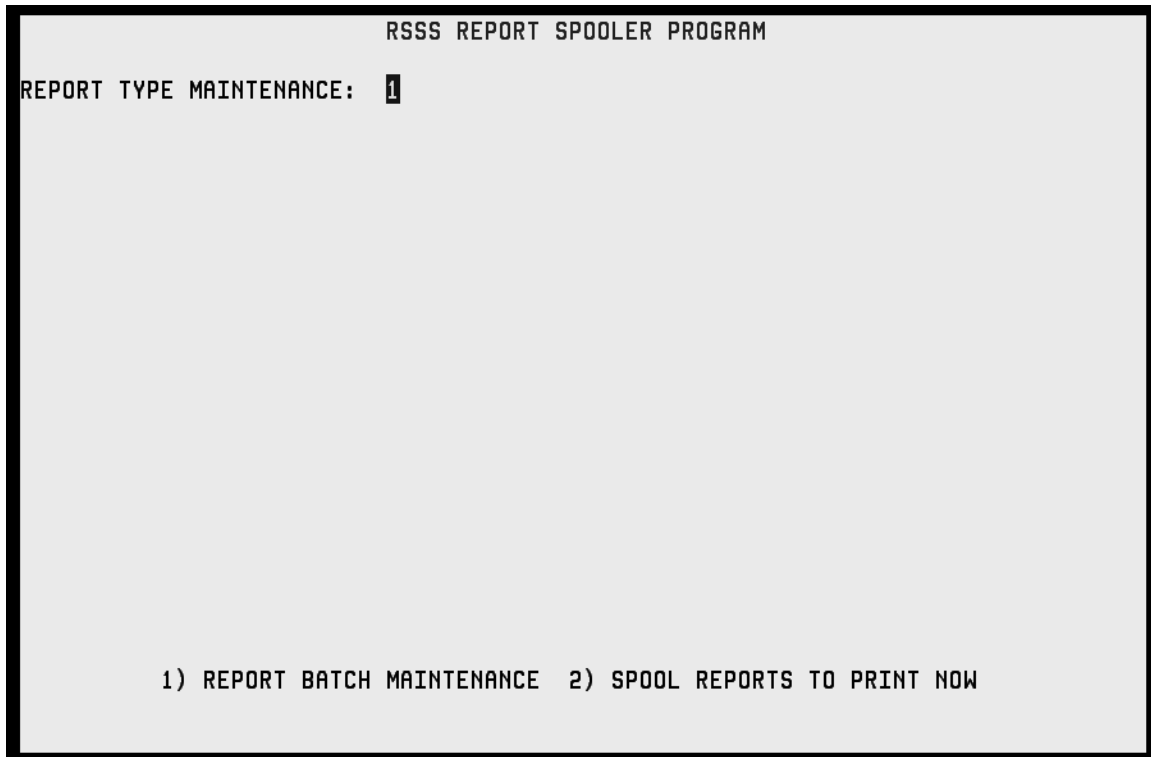 RSSS REPORT SPOOLER PROGRAM
REPORT TYPE MAINTENANCE: 1
1) REPORT BATCH MAINTENANCE 2) SPOOL REPORTS TO PRINT NOW